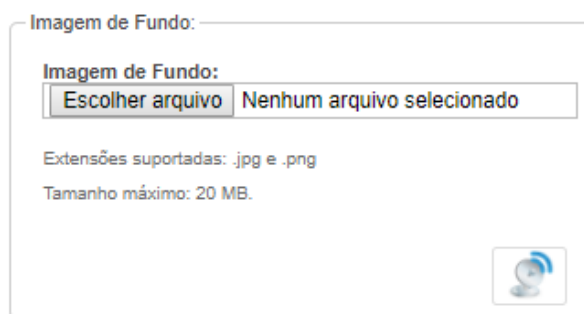 Imagem de Fundo:
Imagem de Fundo:
Escolher arquivo Nenhum arquivo selecionado
Extensões suportadas: .jpg e .png
Tamanho máximo: 20 MB.